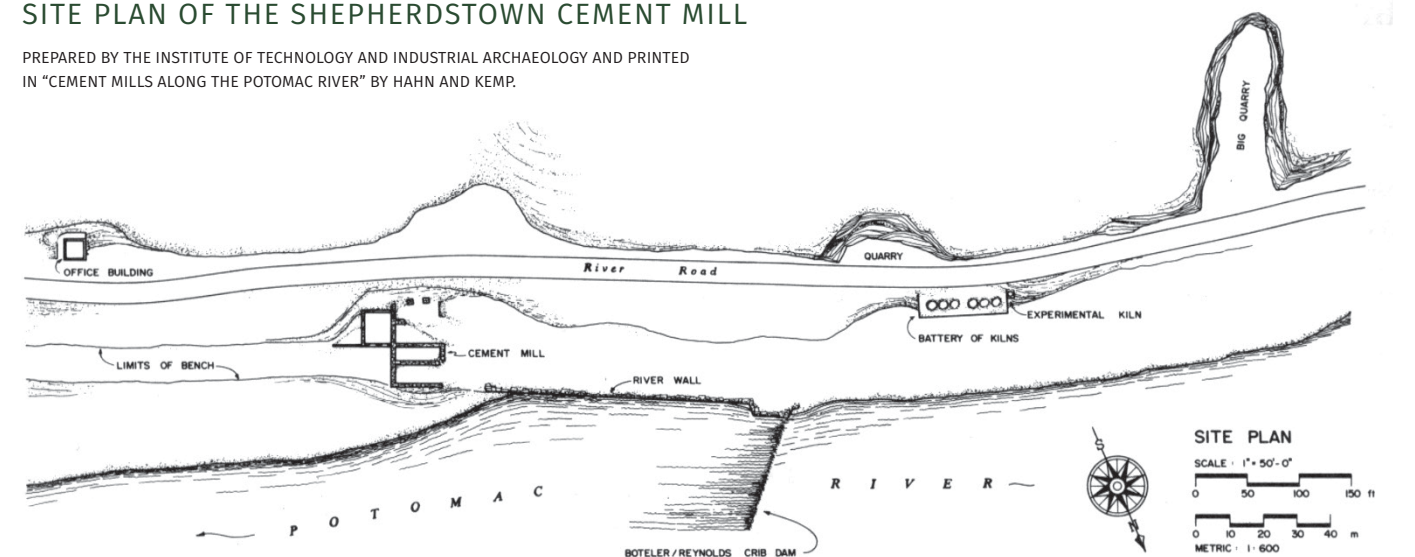 SITE PLAN OF THE SHEPHERDSTOWN CEMENT MILL
PREPARED BY THE INSTITUTE OF TECHNOLOGY AND INDUSTRIAL ARCHAEOLOGY AND PRINTED
IN “CEMENT MILLS ALONG THE POTOMAC RIVER” BY HAHN AND KEMP.
BIG QUARRY
OFFICE BUILDING
River Road
QUARRY
EXPERIMENTAL KILN
BATTERY OF KILNS
CEMENT MILL
LIMITS OF BENCH
RIVER WALL
POTOMAC
RIVER
BOTELER/REYNOLDS CRIB DAM
S
N
SITE PLAN
SCALE : 1"= 50'-0"
0 50 100 150 ft
0 10 20 30 40 m
METRIC : 1:600